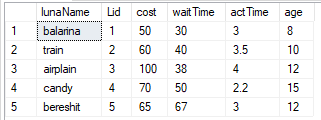 lunaName Lid cost waitTime actTime age
1 balarina 1 50 30 3 8
2 train 2 60 40 3.5 10
3 airplain 3 100 38 4 12
4 candy 4 70 50 2.2 15
5 bereshit 5 65 67 3 12